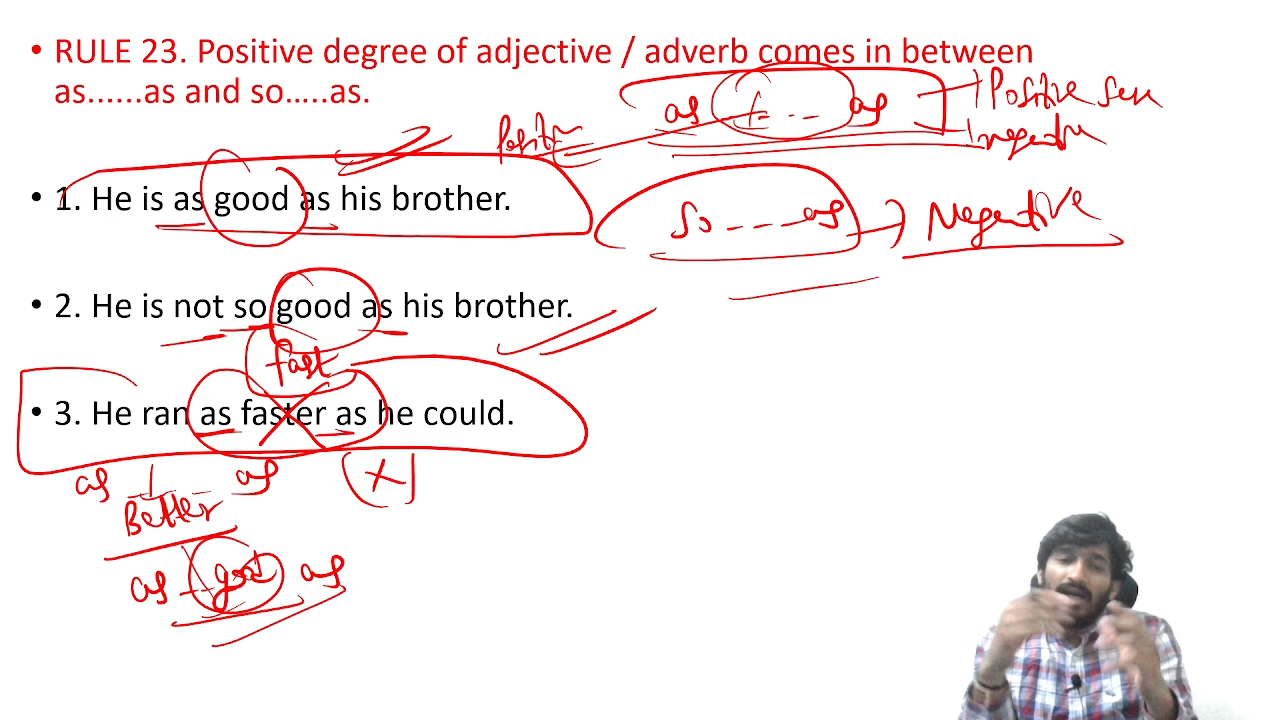 • RULE 23. Positive degree of adjective / adverb comes in between
as......as and so.....as.
as ... as
Positive
negative
Positive
• 1. He is as good as his brother.
So ---- as → Negative
• 2. He is not so good as his brother.
fast
• 3. He ran as faster as he could.
as as (X)
Better
as good as